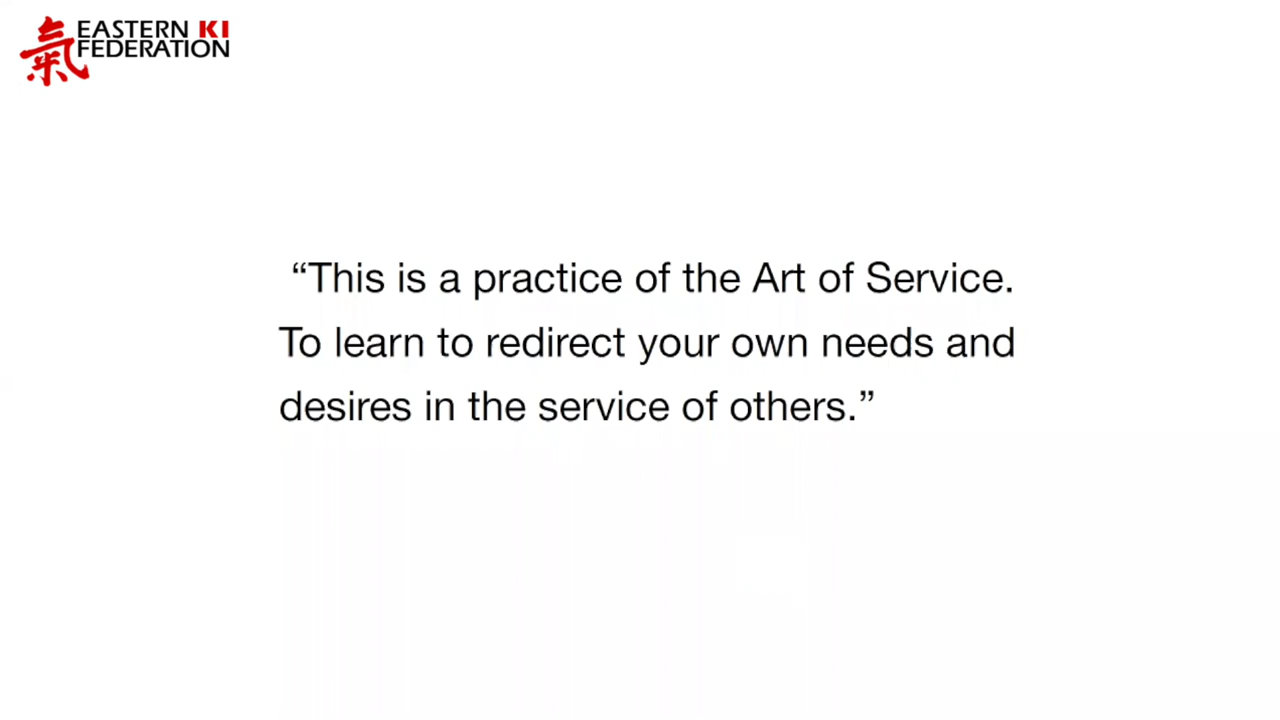 氣
EASTERN KI
FEDERATION
“This is a practice of the Art of Service.
To learn to redirect your own needs and
desires in the service of others.”